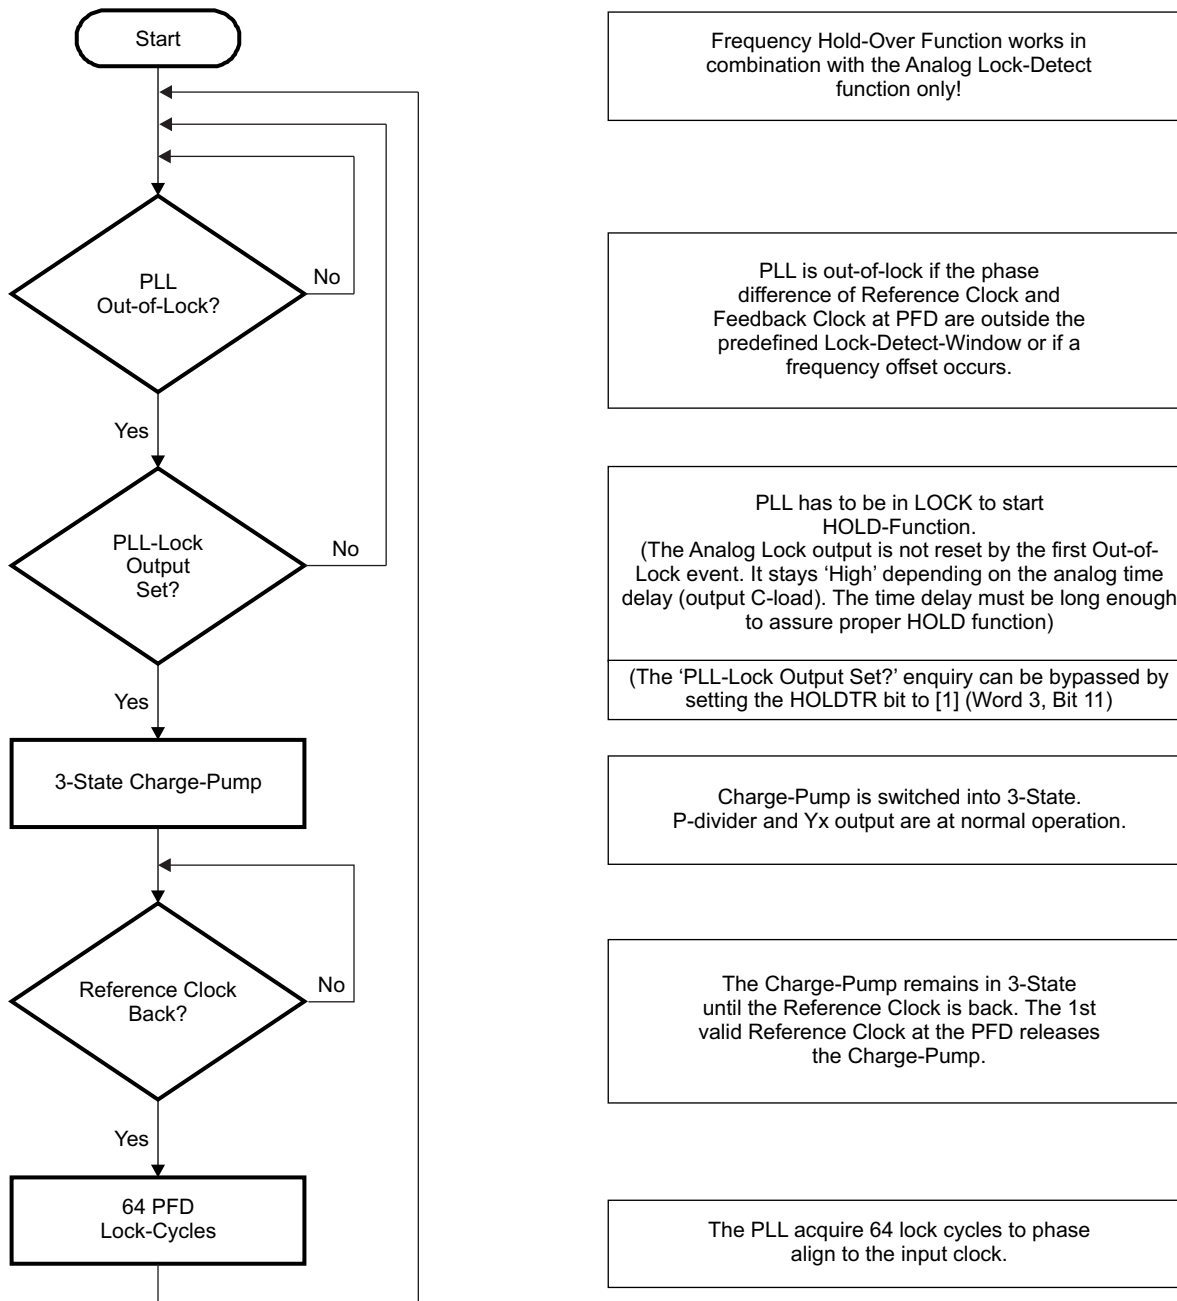 Start
Frequency Hold-Over Function works in
combination with the Analog Lock-Detect
function only!
PLL
Out-of-Lock?
No
Yes
PLL is out-of-lock if the phase
difference of Reference Clock and
Feedback Clock at PFD are outside the
predefined Lock-Detect-Window or if a
frequency offset occurs.
PLL-Lock
Output
Set?
No
Yes
PLL has to be in LOCK to start
HOLD-Function.
(The Analog Lock output is not reset by the first Out-of-
Lock event. It stays ‘High’ depending on the analog time
delay (output C-load). The time delay must be long enough
to assure proper HOLD function)
(The ‘PLL-Lock Output Set?’ enquiry can be bypassed by
setting the HOLDTR bit to [1] (Word 3, Bit 11)
3-State Charge-Pump
Charge-Pump is switched into 3-State.
P-divider and Yx output are at normal operation.
Reference Clock
Back?
No
Yes
The Charge-Pump remains in 3-State
until the Reference Clock is back. The 1st
valid Reference Clock at the PFD releases
the Charge-Pump.
64 PFD
Lock-Cycles
The PLL acquire 64 lock cycles to phase
align to the input clock.